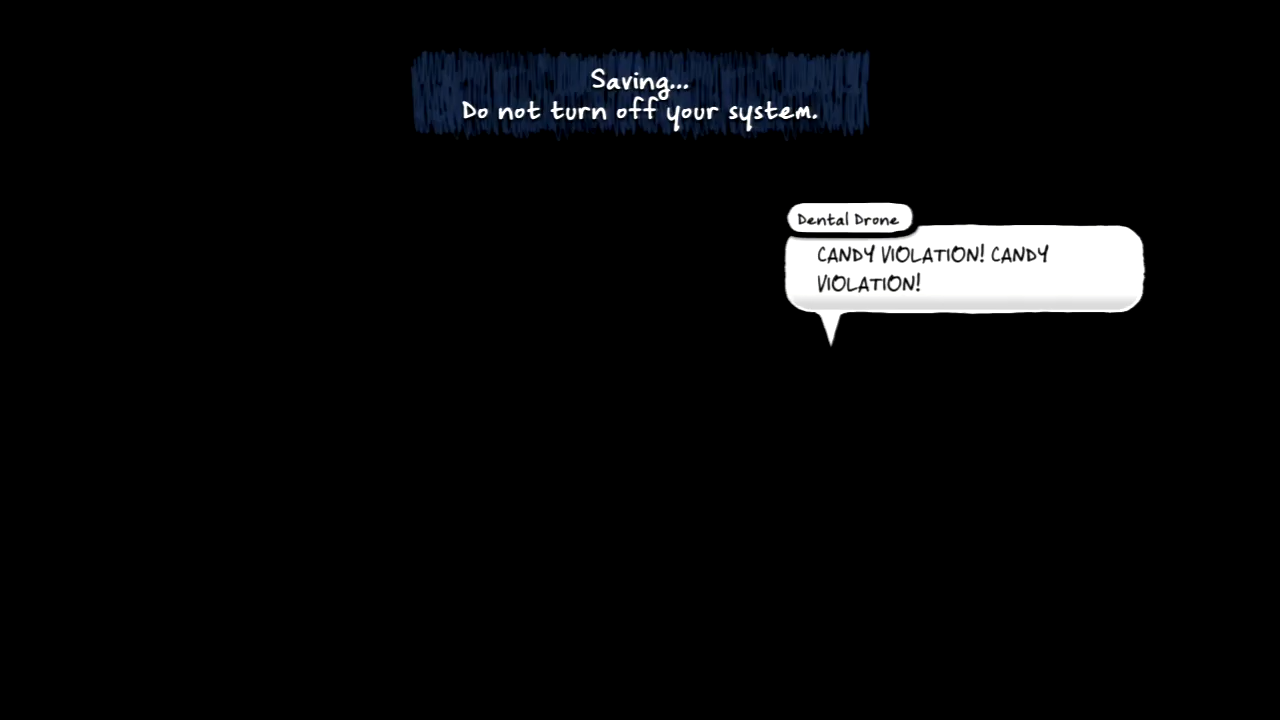 Saving...
Do not turn off your system.
Dental Drone
CANDY VIOLATION! CANDY
VIOLATION!